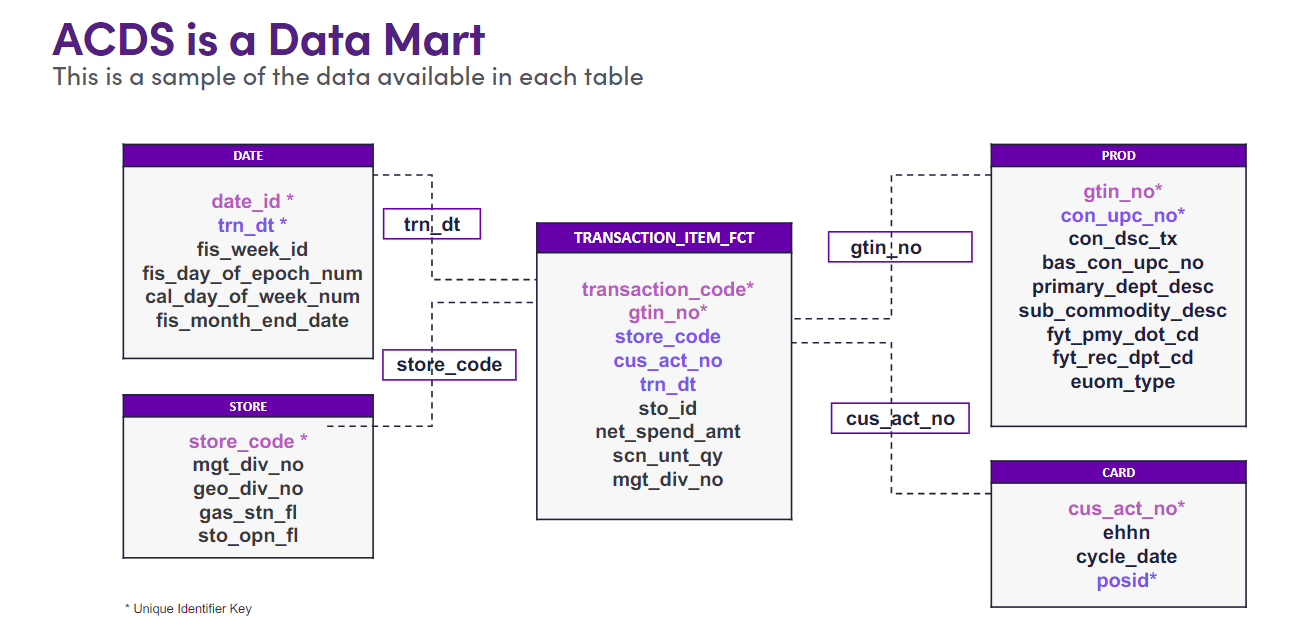 ACDS is a Data Mart
This is a sample of the data available in each table
DATE
date_id *
trn_dt *
fis_week_id
fis_day_of_epoch_num
cal_day_of_week_num
fis_month_end_date
trn_dt
STORE
store_code *
mgt_div_no
geo_div_no
gas_stn_fl
sto_opn_fl
store_code
TRANSACTION_ITEM_FCT
transaction_code*
gtin_no*
store_code
cus_act_no
trn_dt
sto_id
net_spend_amt
scn_unt_qy
mgt_div_no
gtin_no
PROD
gtin_no*
con_upc_no*
con_dsc_tx
bas_con_upc_no
primary_dept_desc
sub_commodity_desc
fyt_pmy_dot_cd
fyt_rec_dpt_cd
euom_type
cus_act_no
CARD
cus_act_no*
ehhn
cycle_date
posid*
* Unique Identifier Key